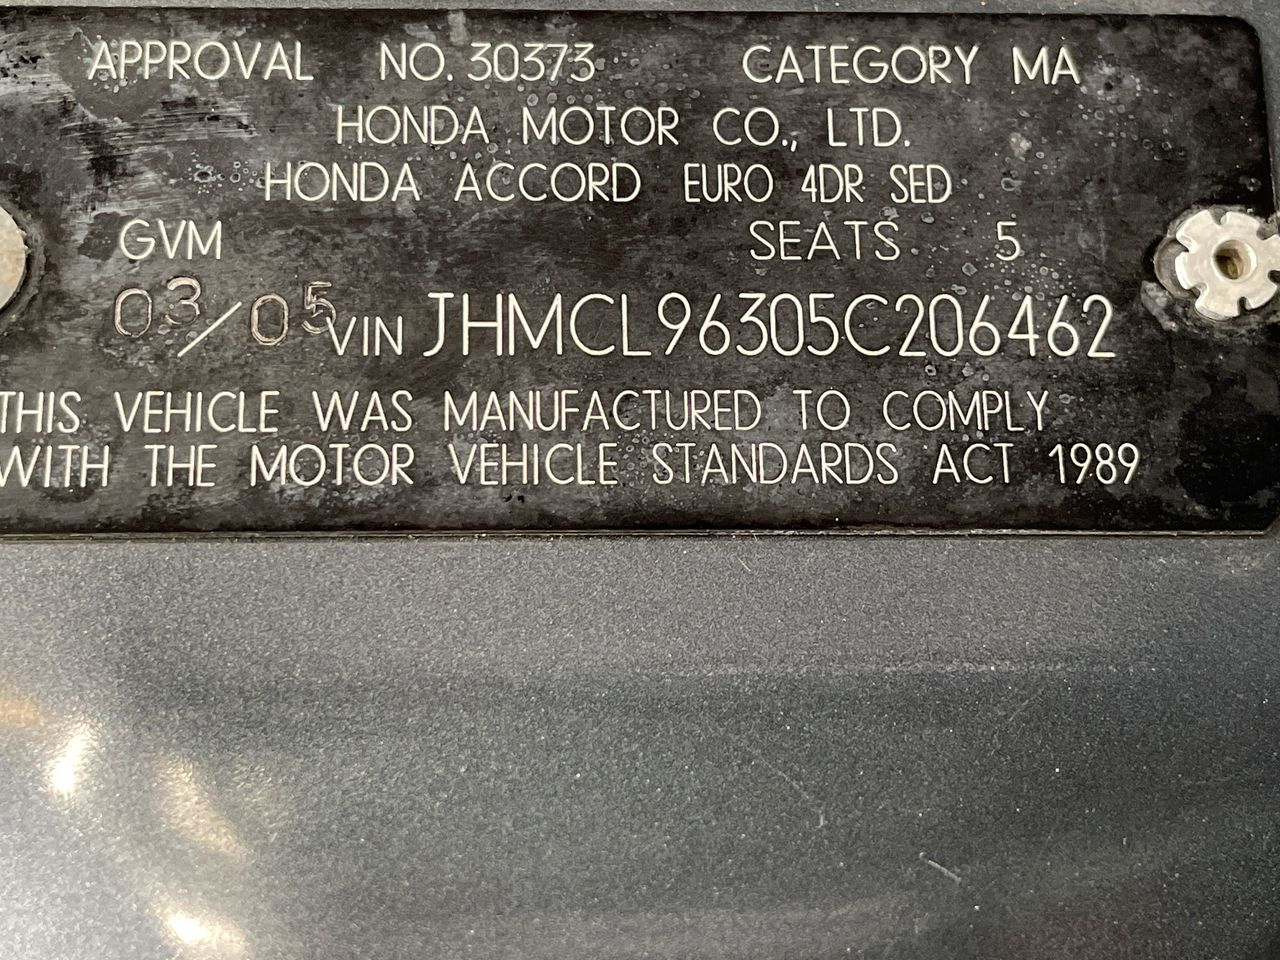 APPROVAL NO. 30373 CATEGORY MA
HONDA MOTOR CO., LTD.
HONDA ACCORD EURO 4DR SED
GVM SEATS 5
03/05 VIN JHMCL96305C206462
THIS VEHICLE WAS MANUFACTURED TO COMPLY
WITH THE MOTOR VEHICLE STANDARDS ACT 1989